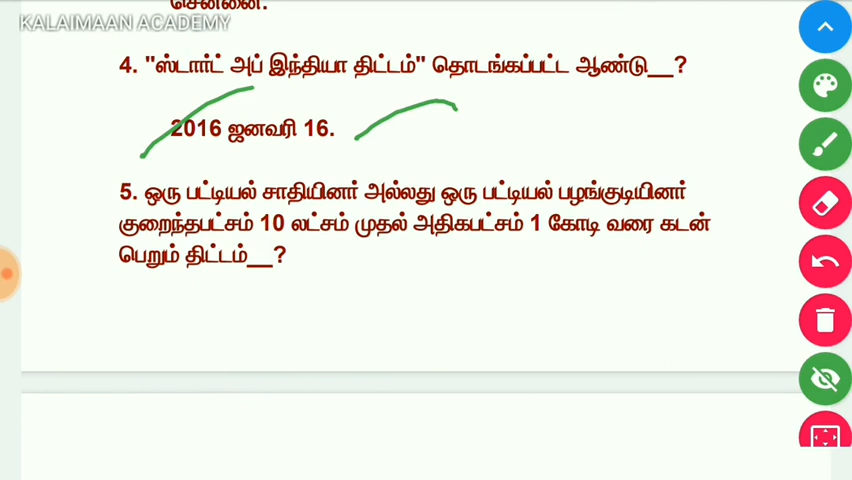 சென்னை.
KALAIMAAN ACADEMY
4. "ஸ்டார்ட் அப் இந்தியா திட்டம்" தொடங்கப்பட்ட ஆண்டு__?
2016 ஜனவரி 16.
5. ஒரு பட்டியல் சாதியினர் அல்லது ஒரு பட்டியல் பழங்குடியினர்
குறைந்தபட்சம் 10 லட்சம் முதல் அதிகபட்சம் 1 கோடி வரை கடன்
பெறும் திட்டம்__?